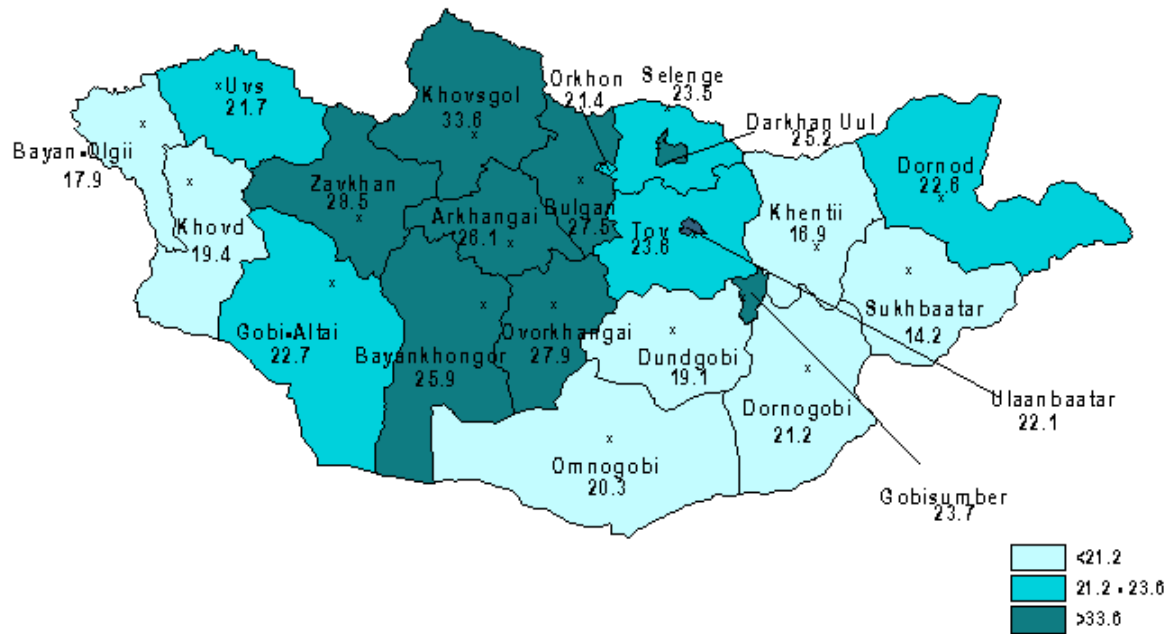 Uvs
21.7
Bayan-Olgii
17.9
Khovd
19.4
Zavkhan
28.5
Khovsgol
33.6
Orkhon
21.4
Selenge
23.5
Darkhan Uul
25.2
Arkhangai
26.1
Bulgan
27.5
Tov
23.6
Khentii
16.9
Dornod
22.8
Sukhbaatar
14.2
Gobi-Altai
22.7
Bayankhongor
25.9
Ovorkhangai
27.9
Dundgobi
19.1
Dornogobi
21.2
Ulaanbaatar
22.1
Omnogobi
20.3
Gobisumber
23.7
<21.2
21.2 - 23.6
>33.6